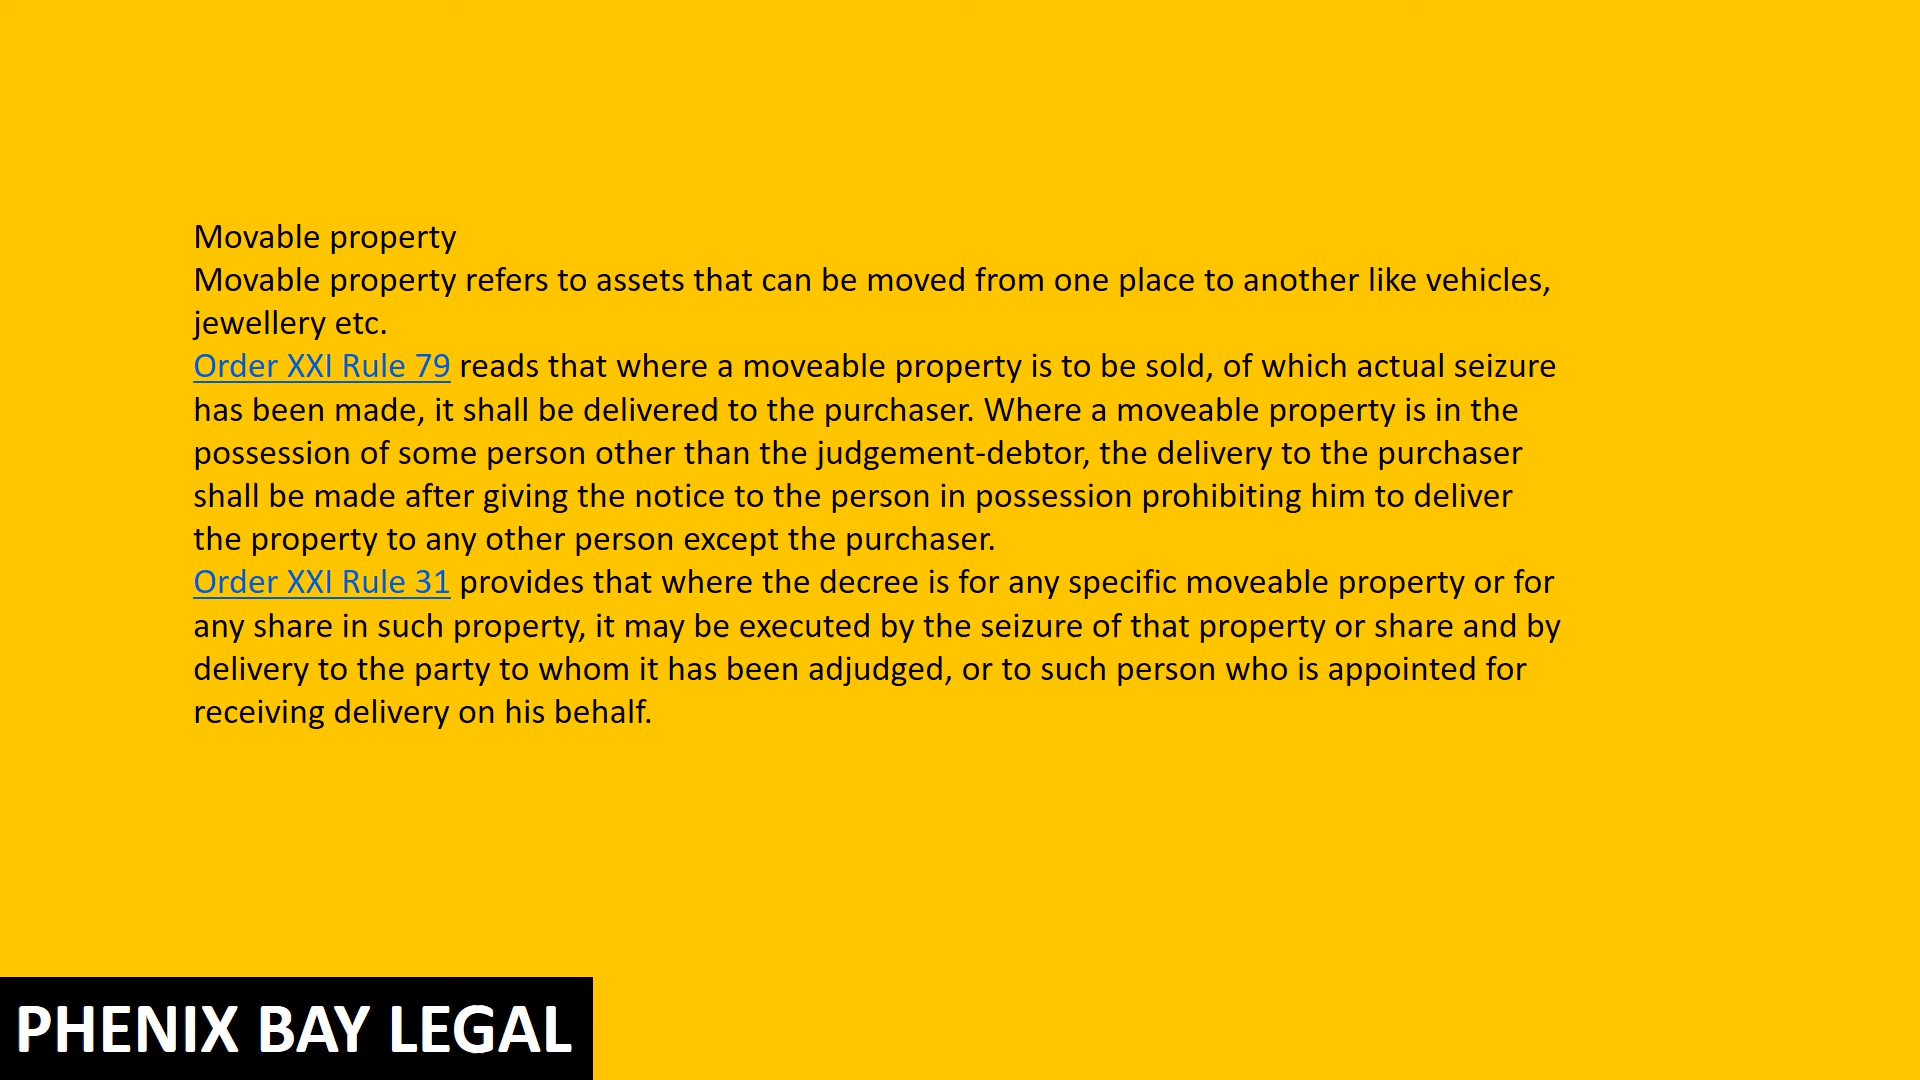 Movable property
Movable property refers to assets that can be moved from one place to another like vehicles,
jewellery etc.
Order XXI Rule 79 reads that where a moveable property is to be sold, of which actual seizure
has been made, it shall be delivered to the purchaser. Where a moveable property is in the
possession of some person other than the judgement-debtor, the delivery to the purchaser
shall be made after giving the notice to the person in possession prohibiting him to deliver
the property to any other person except the purchaser.
Order XXI Rule 31 provides that where the decree is for any specific moveable property or for
any share in such property, it may be executed by the seizure of that property or share and by
delivery to the party to whom it has been adjudged, or to such person who is appointed for
receiving delivery on his behalf.
PHENIX BAY LEGAL